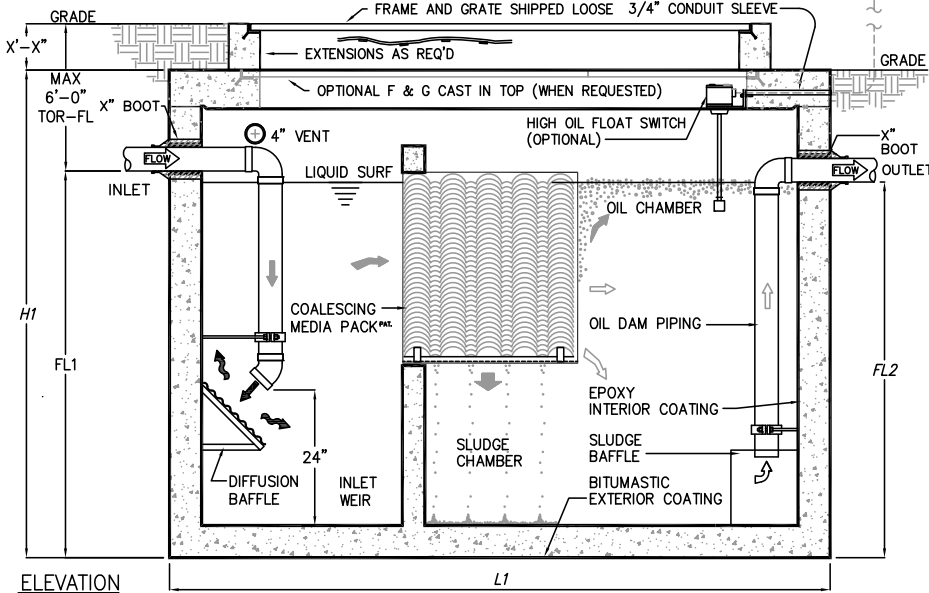 FRAME AND GRATE SHIPPED LOOSE 3/4" CONDUIT SLEEVE
GRADE
X'-X"
EXTENSIONS AS REQ'D
GRADE
OPTIONAL F & G CAST IN TOP (WHEN REQUESTED)
MAX
6'-0"
TOR-FL
X" BOOT
4" VENT
HIGH OIL FLOAT SWITCH
(OPTIONAL)
X"
BOOT
FLOW
INLET
LIQUID SURF
FLOW
OUTLET
OIL CHAMBER
H1
FL1
COALESCING
MEDIA PACK PAT.
OIL DAM PIPING
FL2
EPOXY
INTERIOR COATING
24"
DIFFUSION
BAFFLE
INLET
WEIR
SLUDGE
CHAMBER
SLUDGE
BAFFLE
BITUMASTIC
EXTERIOR COATING
ELEVATION
L1